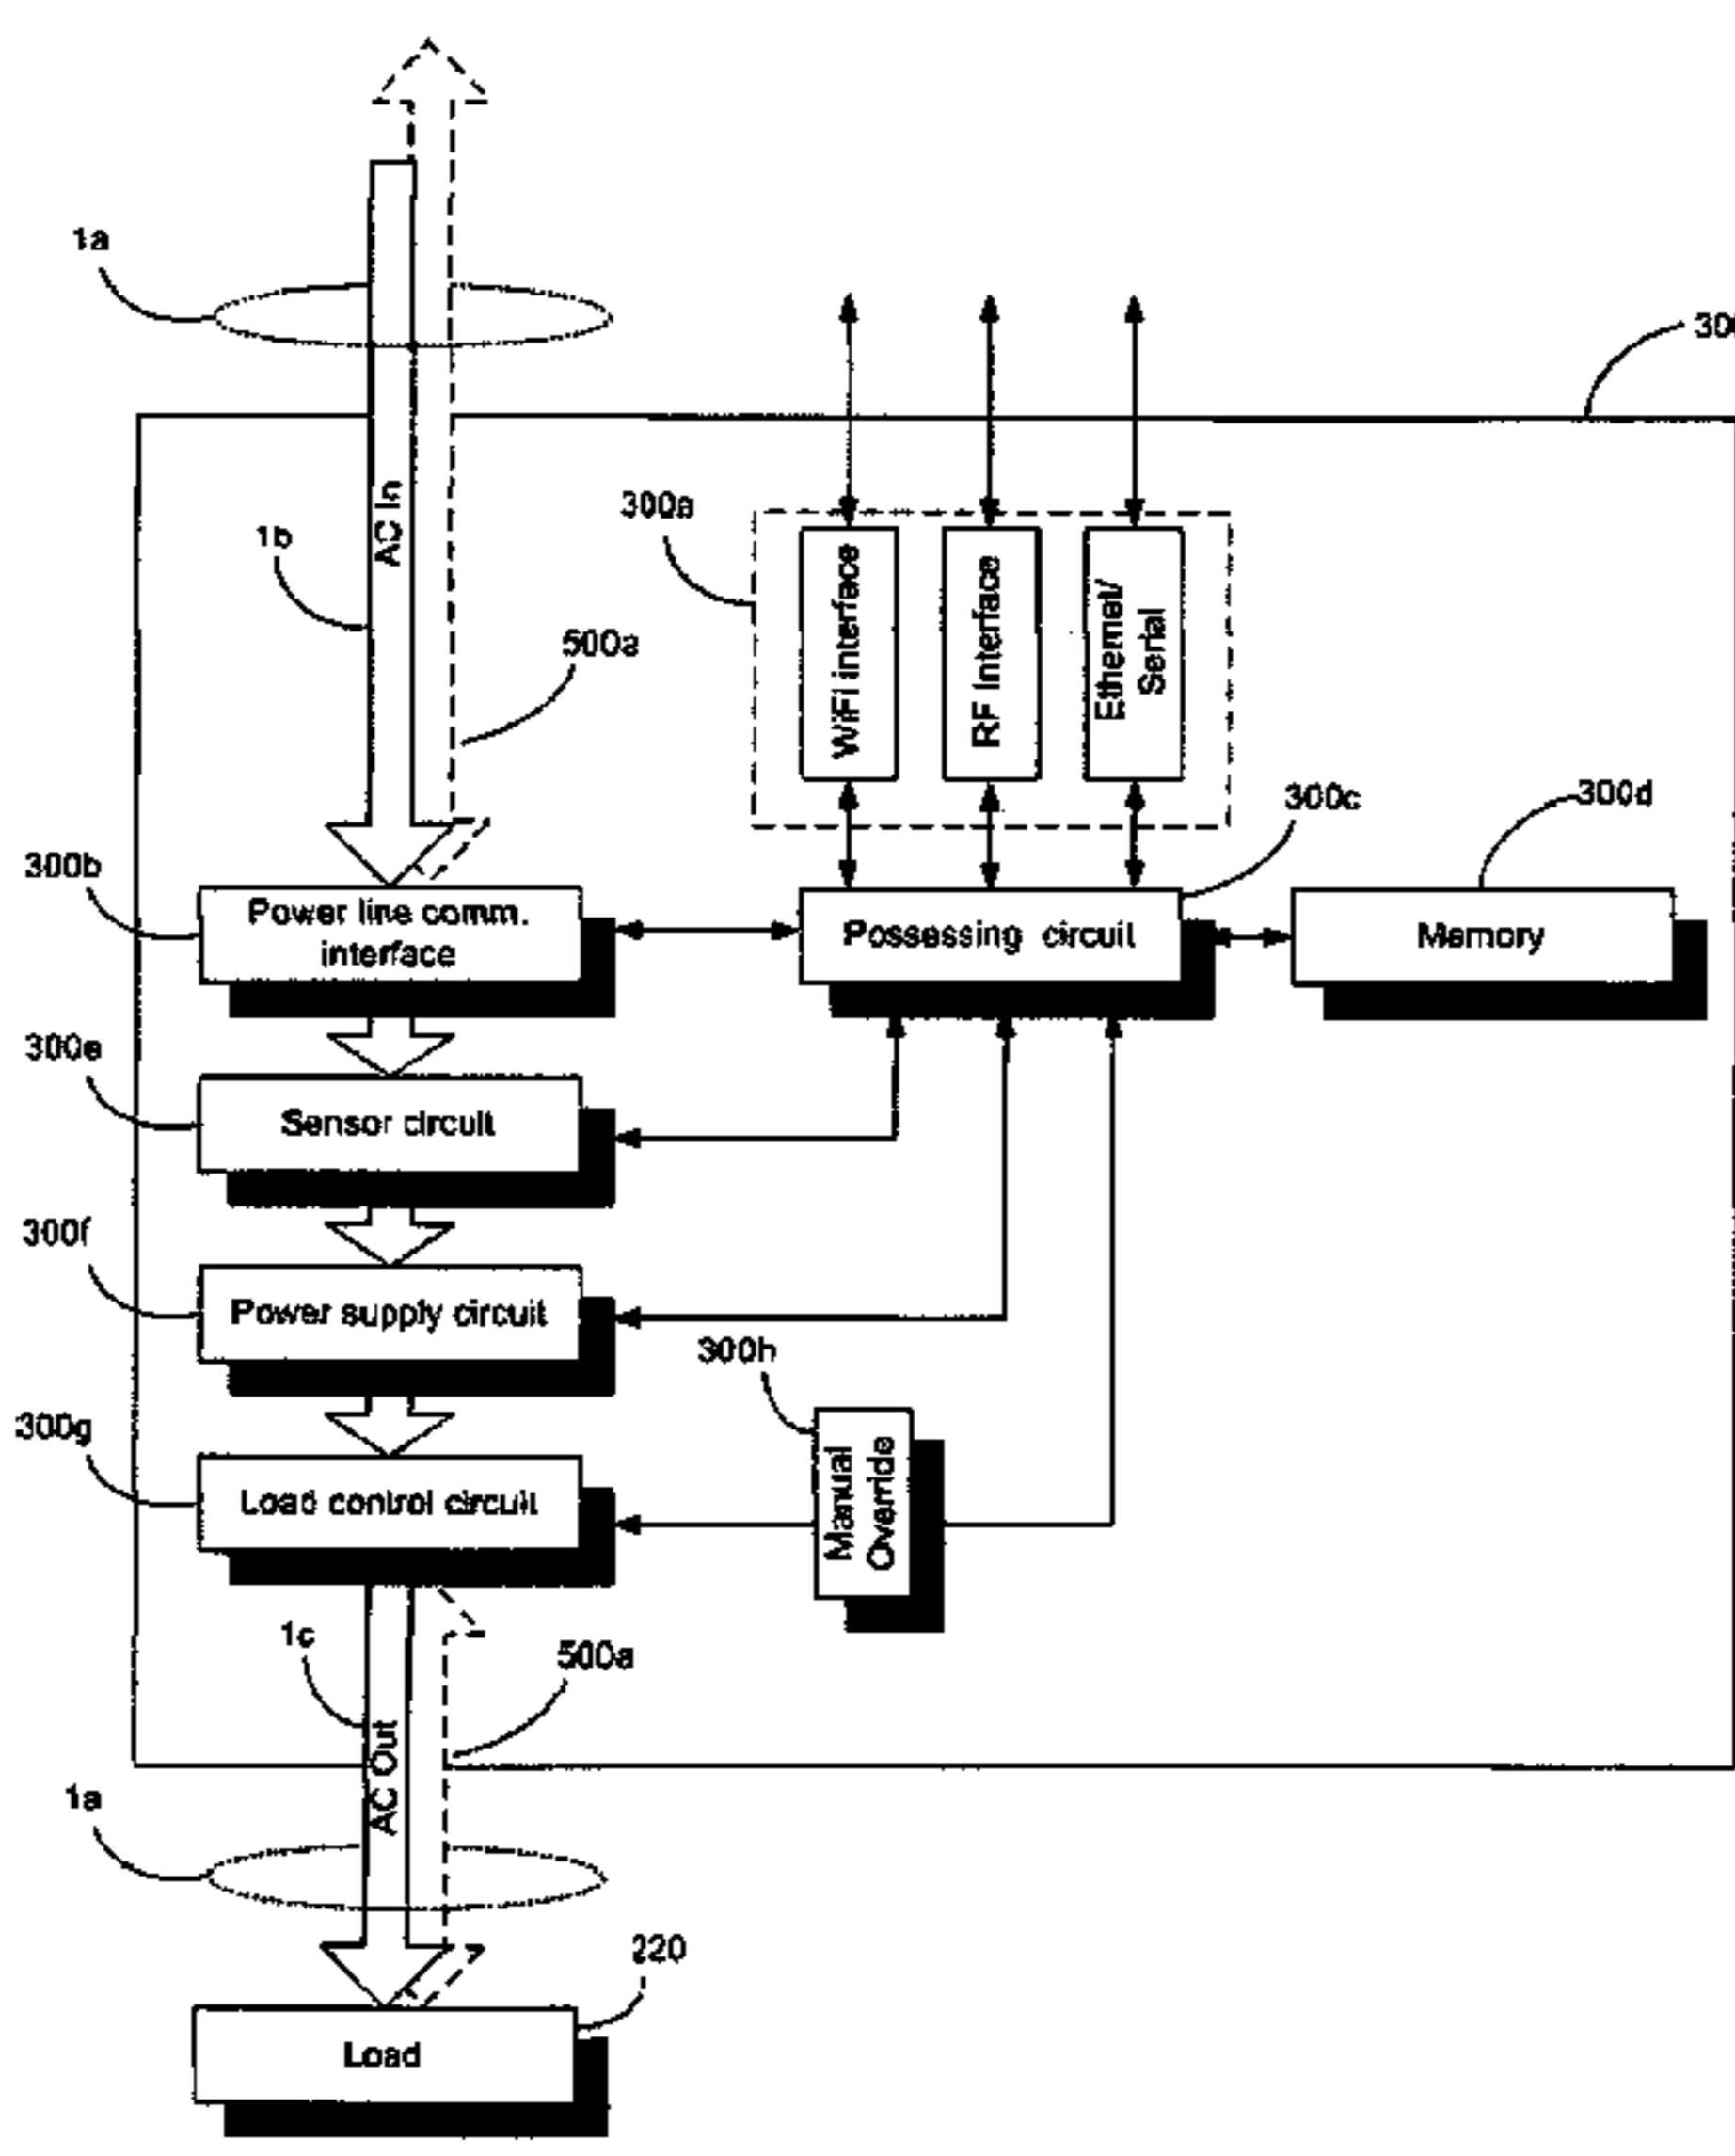 1a
300
AC In
1b
300a
500a
WiFi interface
RF Interface
Ethernet/
Serial
300c
300d
300b
Power line comm.
interface
Possessing circuit
Memory
300e
Sensor circuit
300f
Power supply circuit
300h
300g
Load control circuit
Manual
Override
1c
500a
AC Out
1a
220
Load